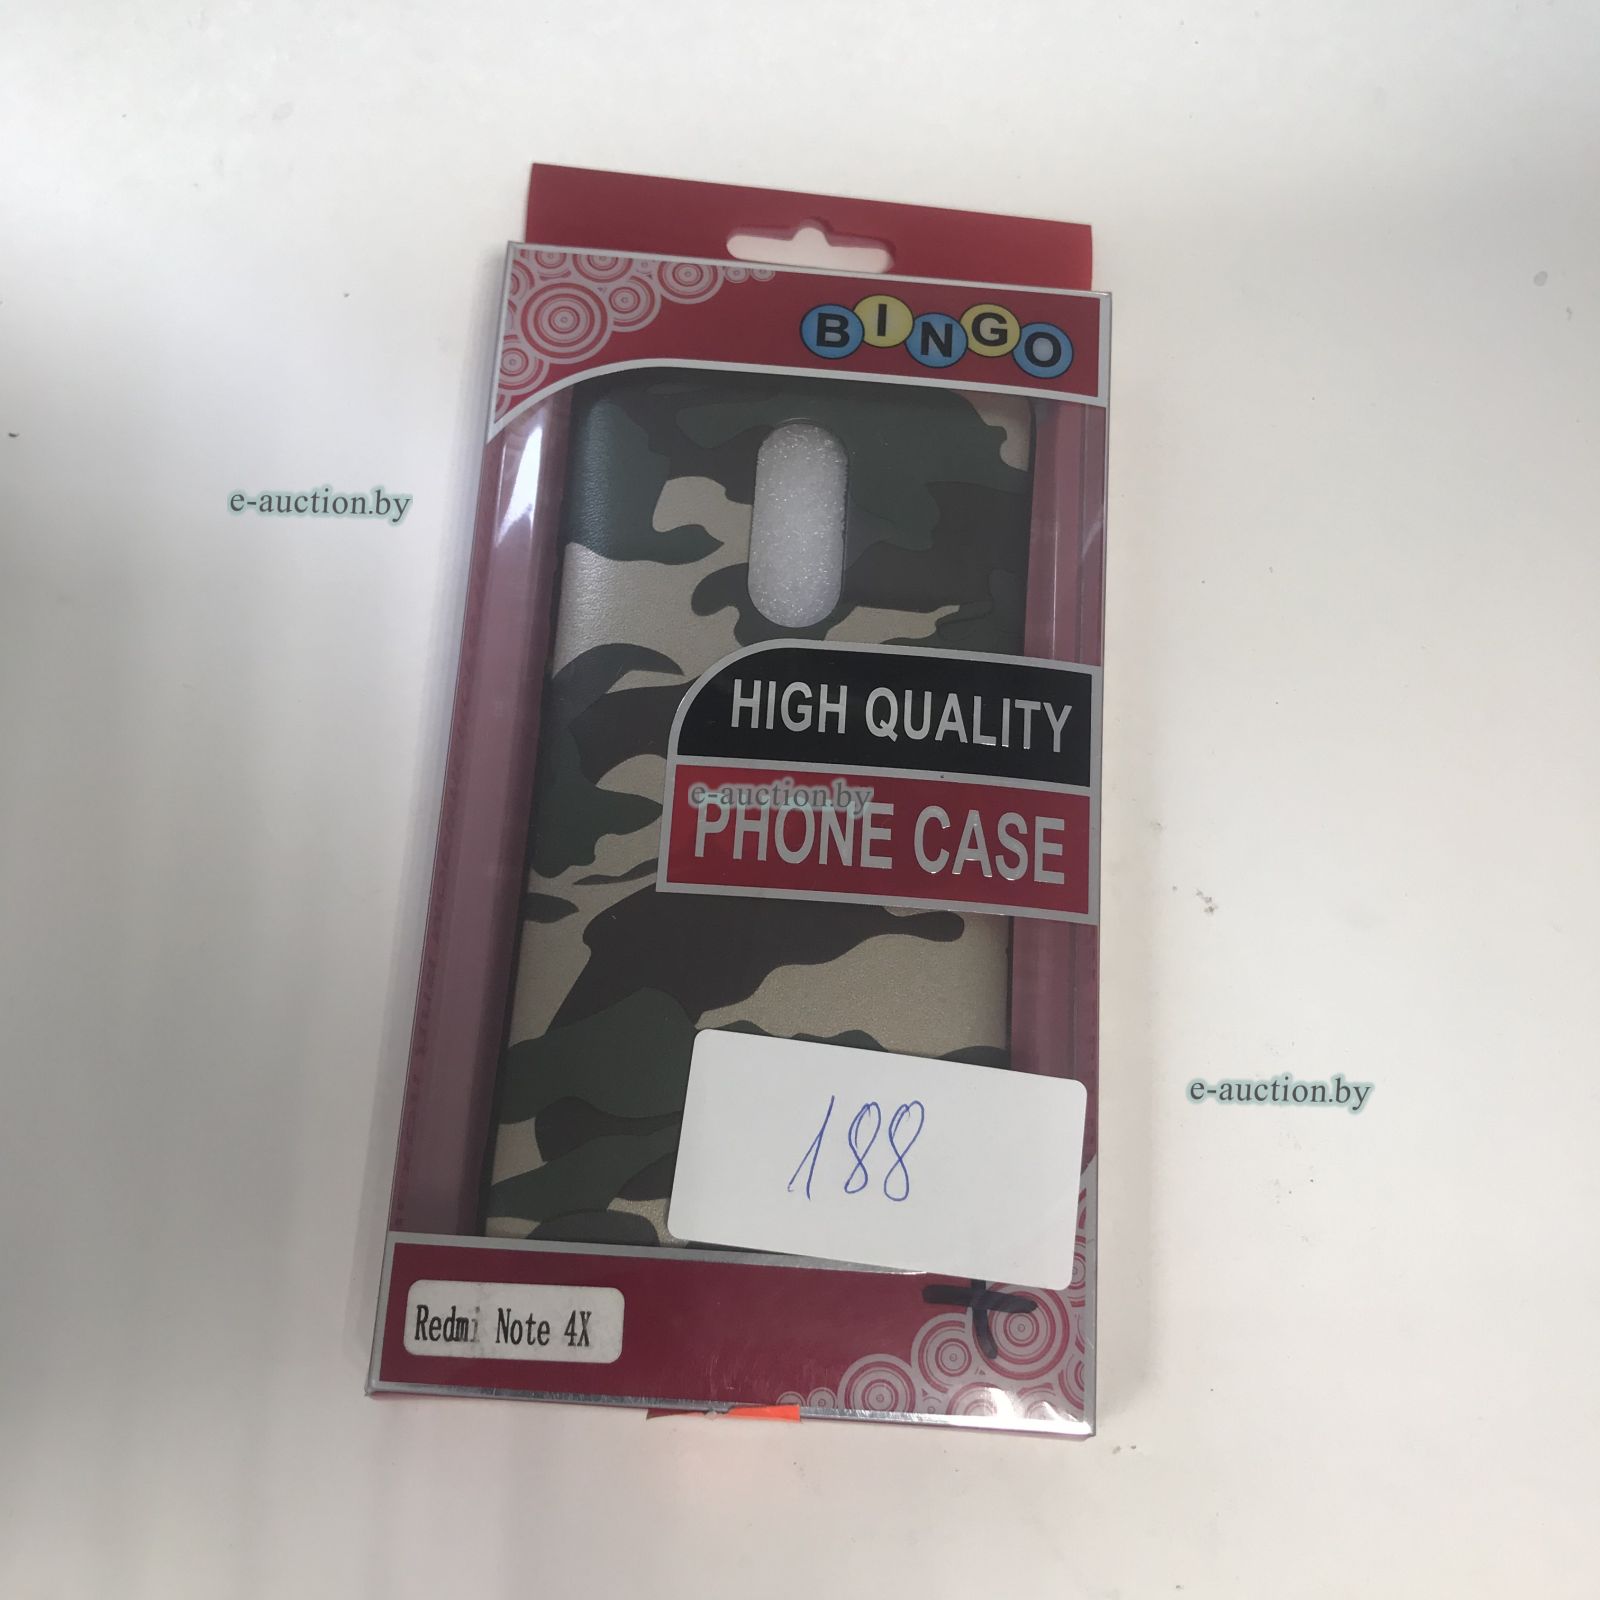 BINGO
e-auction.by
HIGH QUALITY
e-auction.by
PHONE CASE
e-auction.by
188
Redmi Note 4X